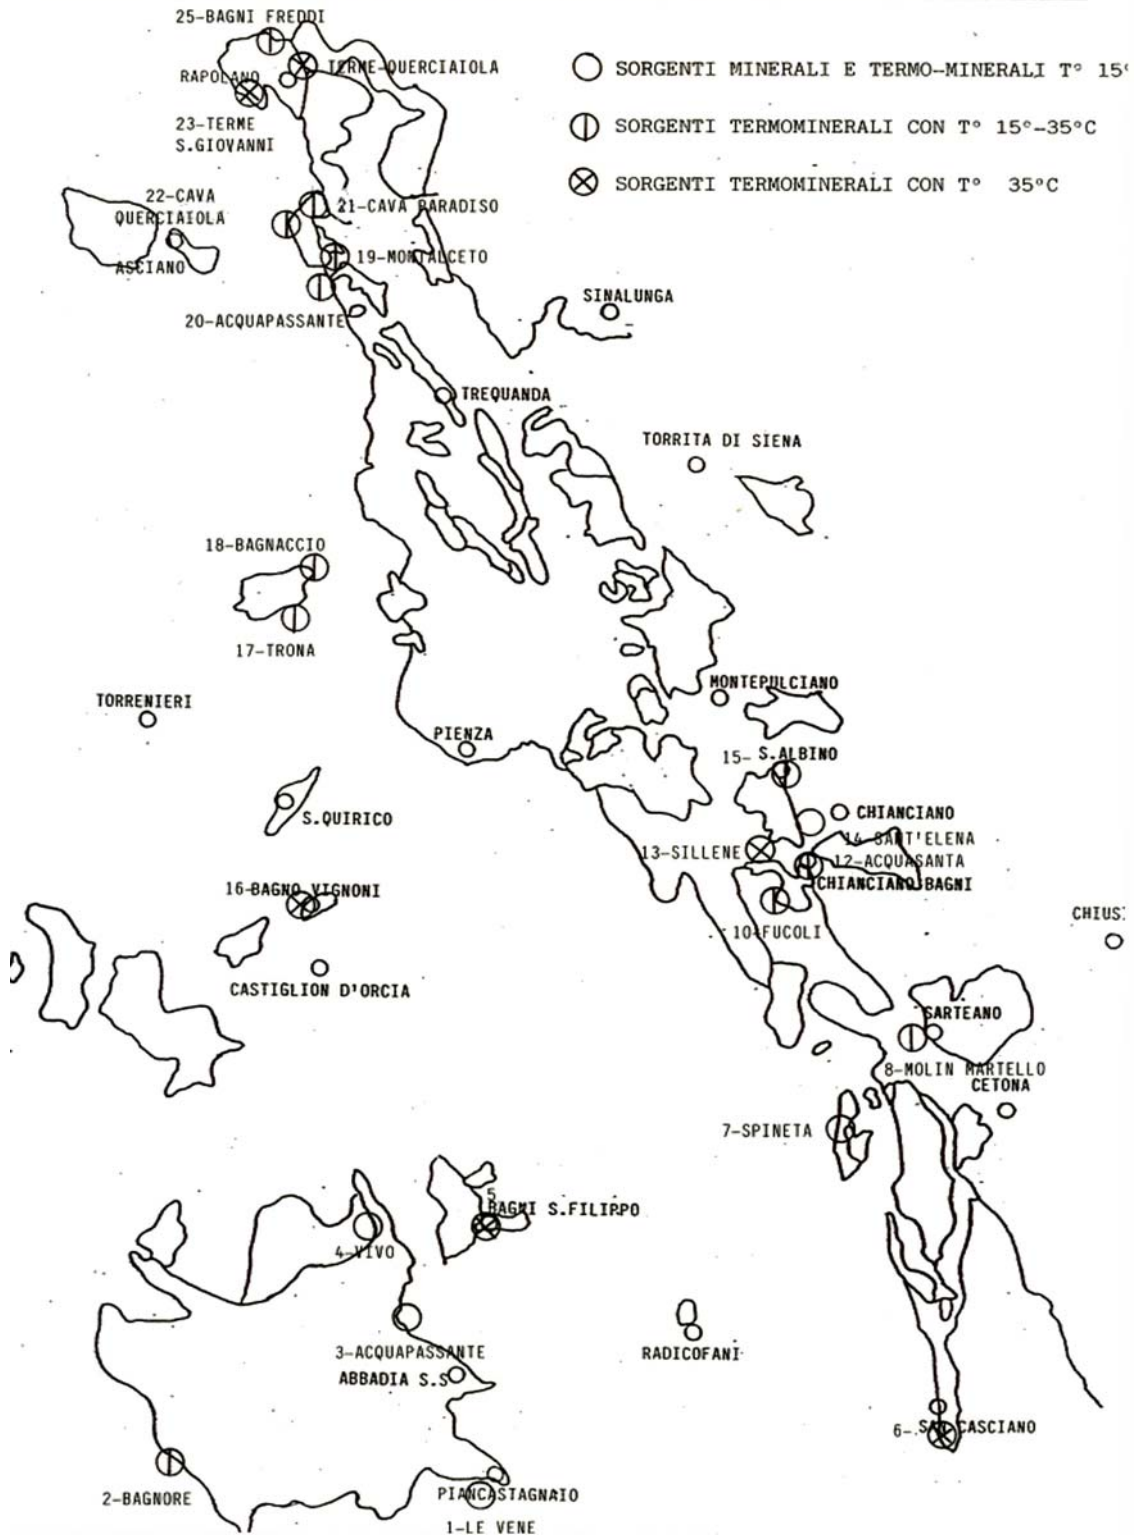 25-BAGNI FREDDI
TERME-QUERCIAIOLA
RAPOLANO
23-TERME
S.GIOVANNI
SORGENTI MINERALI E TERMO-MINERALI T° 15°
SORGENTI TERMOMINERALI CON T° 15°-35°C
SORGENTI TERMOMINERALI CON T° 35°C
22-CAVA
QUERCIAIOLA
21-CAVA PARADISO
ASCIANO
19-MONTALCETO
20-ACQUAPASSANTE
SINALUNGA
TREQUANDA
TORRITA DI SIENA
18-BAGNACCIO
17-TRONA
TORRENIERI
MONTEPULCIANO
PIENZA
15- S.ALBINO
S.QUIRICO
CHIANCIANO
14-SANT'ELENA
13-SILLENE
12-ACQUASANTA
CHIANCIANO BAGNI
16-BAGNO VIGNONI
10-FUCOLI
CHIUSI
CASTIGLION D'ORCIA
SARTEANO
8-MOLIN MARTELLO
CETONA
7-SPINETA
5
BAGNI S.FILIPPO
4-VIVO
3-ACQUAPASSANTE
ABBADIA S.S
RADICOFANI
6-SAN CASCIANO
2-BAGNORE
PIANCASTAGNAIO
1-LE VENE